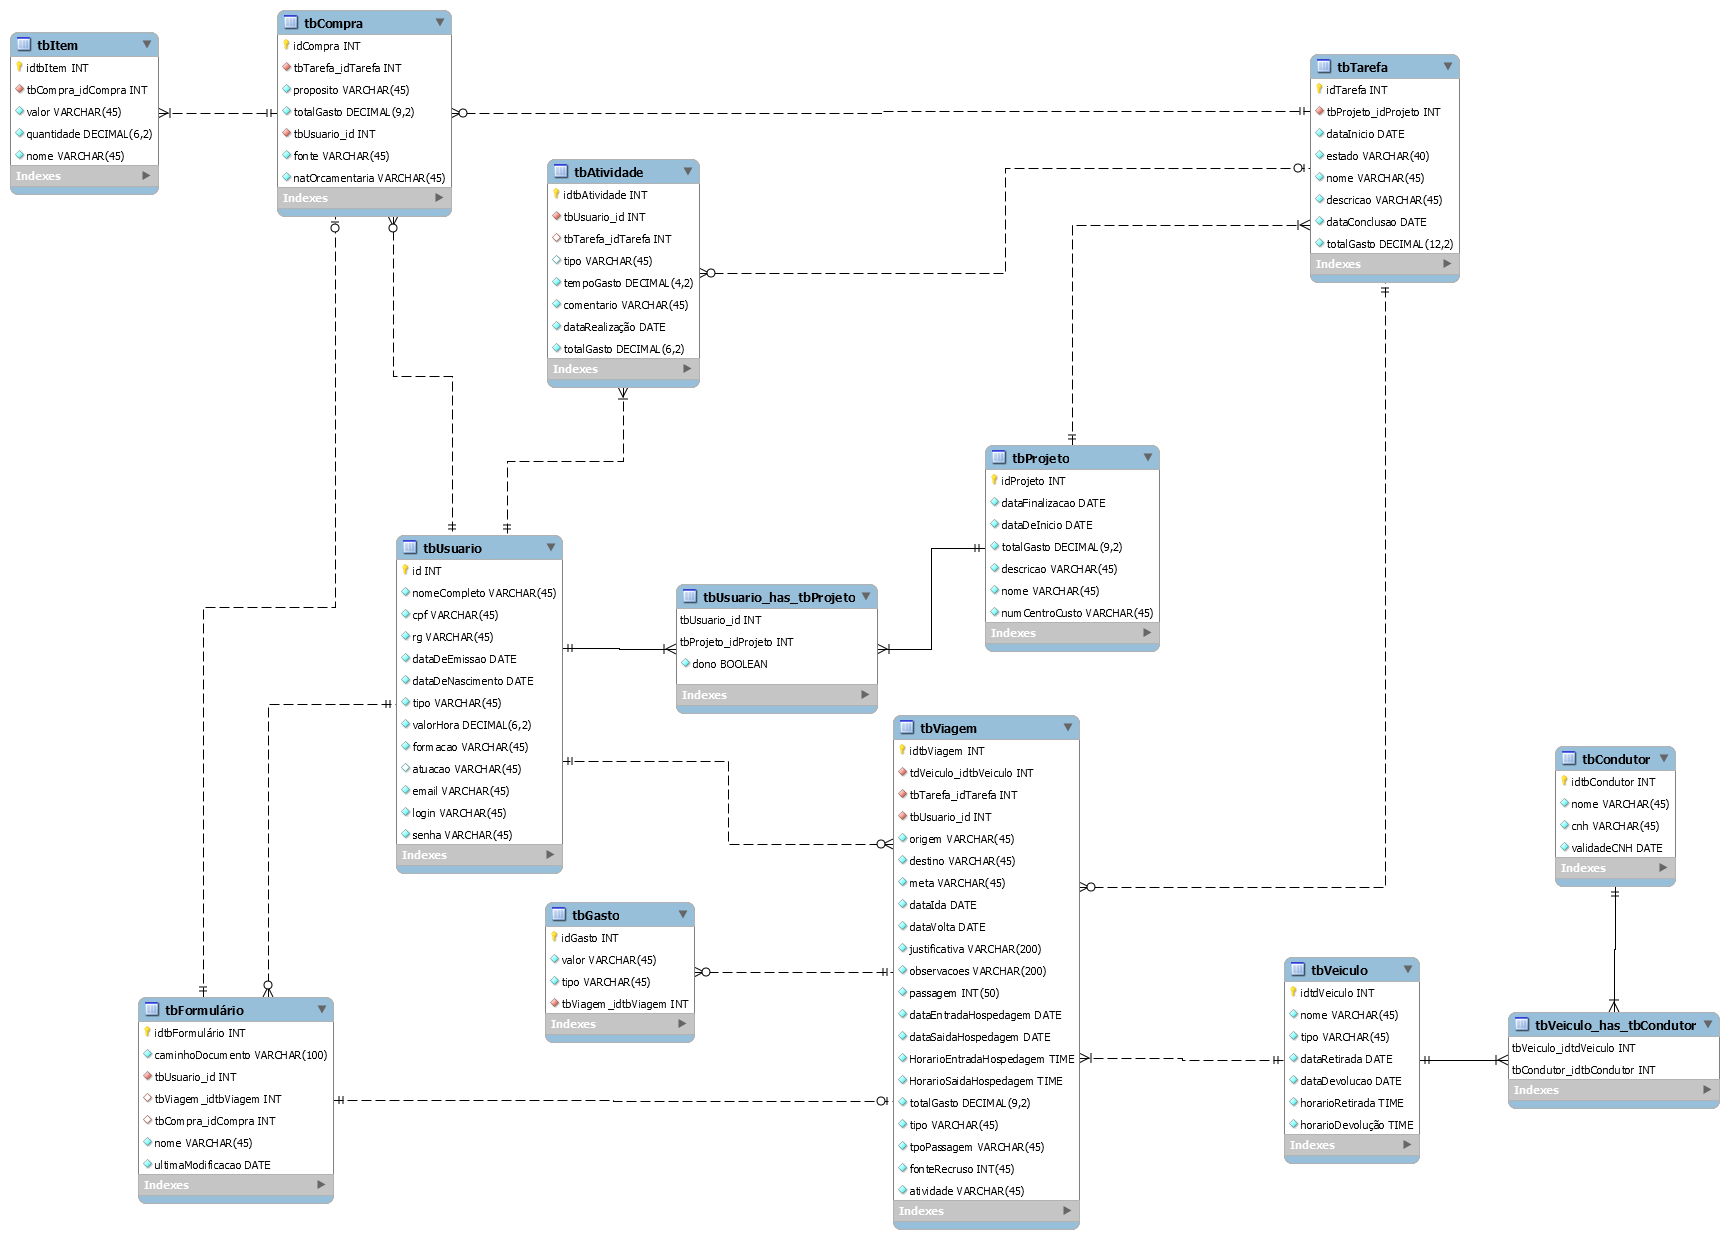 tbItem
idtbItem INT
tbCompra_idCompra INT
valor VARCHAR(45)
quantidade DECIMAL(6,2)
nome VARCHAR(45)
Indexes
tbCompra
idCompra INT
tbTarefa_idTarefa INT
proposito VARCHAR(45)
totalGasto DECIMAL(9,2)
tbUsuario_id INT
fonte VARCHAR(45)
natOrcamentaria VARCHAR(45)
Indexes
tbAtividade
idtbAtividade INT
tbUsuario_id INT
tbTarefa_idTarefa INT
tipo VARCHAR(45)
tempoGasto DECIMAL(4,2)
comentario VARCHAR(45)
dataRealização DATE
totalGasto DECIMAL(6,2)
Indexes
tbTarefa
idTarefa INT
tbProjeto_idProjeto INT
dataInicio DATE
estado VARCHAR(40)
nome VARCHAR(45)
descricao VARCHAR(45)
dataConclusao DATE
totalGasto DECIMAL(12,2)
Indexes
tbProjeto
idProjeto INT
dataFinalizacao DATE
dataDeInicio DATE
totalGasto DECIMAL(9,2)
descricao VARCHAR(45)
nome VARCHAR(45)
numCentroCusto VARCHAR(45)
Indexes
tbUsuario
id INT
nomeCompleto VARCHAR(45)
cpf VARCHAR(45)
rg VARCHAR(45)
dataDeEmissao DATE
dataDeNascimento DATE
tipo VARCHAR(45)
valorHora DECIMAL(6,2)
formacao VARCHAR(45)
atuacao VARCHAR(45)
email VARCHAR(45)
login VARCHAR(45)
senha VARCHAR(45)
Indexes
tbUsuario_has_tbProjeto
tbUsuario_id INT
tbProjeto_idProjeto INT
dono BOOLEAN
Indexes
tbViagem
idtbViagem INT
tdVeiculo_idtbVeiculo INT
tbTarefa_idTarefa INT
tbUsuario_id INT
origem VARCHAR(45)
destino VARCHAR(45)
meta VARCHAR(45)
dataIda DATE
dataVolta DATE
justificativa VARCHAR(200)
observacoes VARCHAR(200)
passagem INT(50)
dataEntradaHospedagem DATE
dataSaidaHospedagem DATE
HorarioEntradaHospedagem TIME
HorarioSaidaHospedagem TIME
totalGasto DECIMAL(9,2)
tipo VARCHAR(45)
tpoPassagem VARCHAR(45)
fonteRecruso INT(45)
atividade VARCHAR(45)
Indexes
tbCondutor
idtbCondutor INT
nome VARCHAR(45)
cnh VARCHAR(45)
validadeCNH DATE
Indexes
tbGasto
idGasto INT
valor VARCHAR(45)
tipo VARCHAR(45)
tbViagem_idtbViagem INT
Indexes
tbVeiculo
idtdVeiculo INT
nome VARCHAR(45)
tipo VARCHAR(45)
dataRetirada DATE
dataDevolucao DATE
horarioRetirada TIME
horarioDevolução TIME
Indexes
tbVeiculo_has_tbCondutor
tbVeiculo_idtdVeiculo INT
tbCondutor_idtbCondutor INT
Indexes
tbFormulário
idtbFormulário INT
caminhoDocumento VARCHAR(100)
tbUsuario_id INT
tbViagem_idtbViagem INT
tbCompra_idCompra INT
nome VARCHAR(45)
ultimaModificacao DATE
Indexes